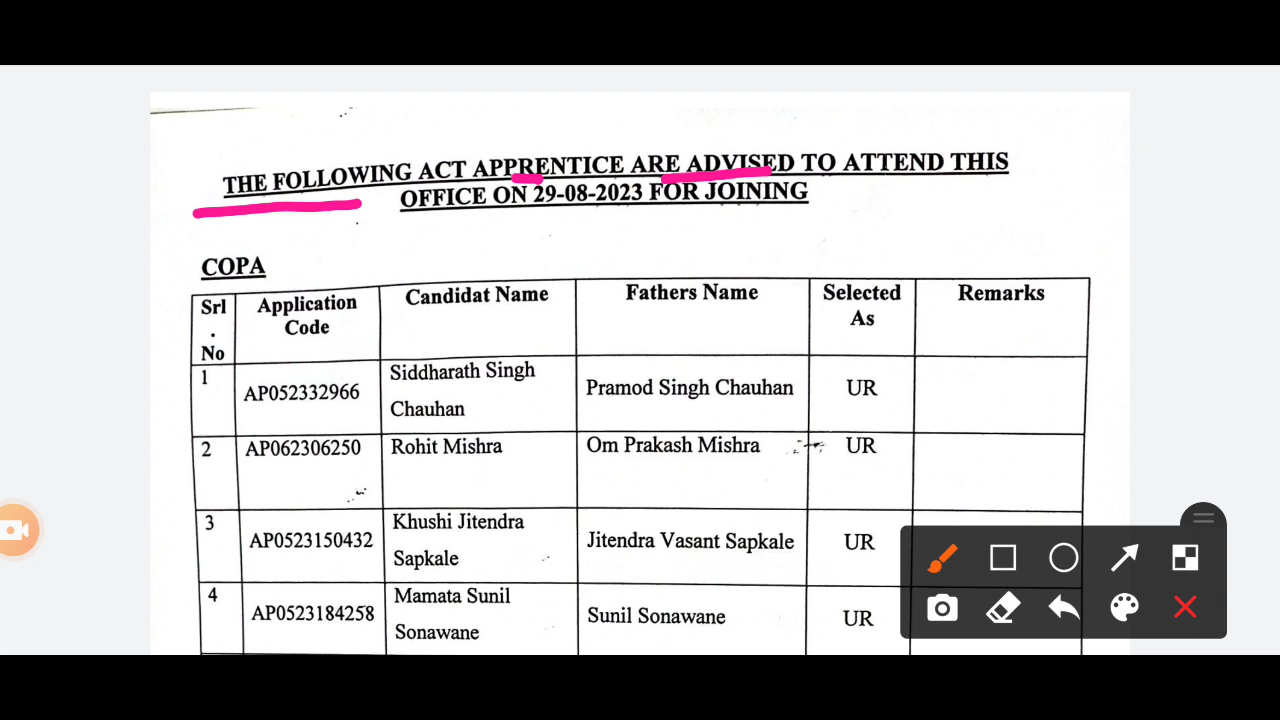 THE FOLLOWING ACT APPRENTICE ARE ADVISED TO ATTEND THIS
OFFICE ON 29-08-2023 FOR JOINING
COPA
Srl . No Application Code Candidat Name Fathers Name Selected As Remarks
1 AP052332966 Siddharath Singh Chauhan Pramod Singh Chauhan UR
2 AP062306250 Rohit Mishra Om Prakash Mishra UR
3 AP0523150432 Khushi Jitendra Sapkale Jitendra Vasant Sapkale UR
4 AP0523184258 Mamata Sunil Sonawane Sunil Sonawane UR